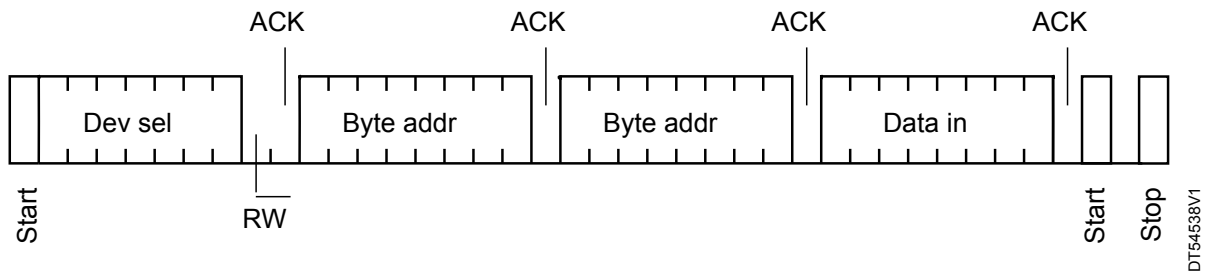 ACK ACK ACK ACK
Dev sel Byte addr Byte addr Data in
RW
Start Start Stop
DT54538V1